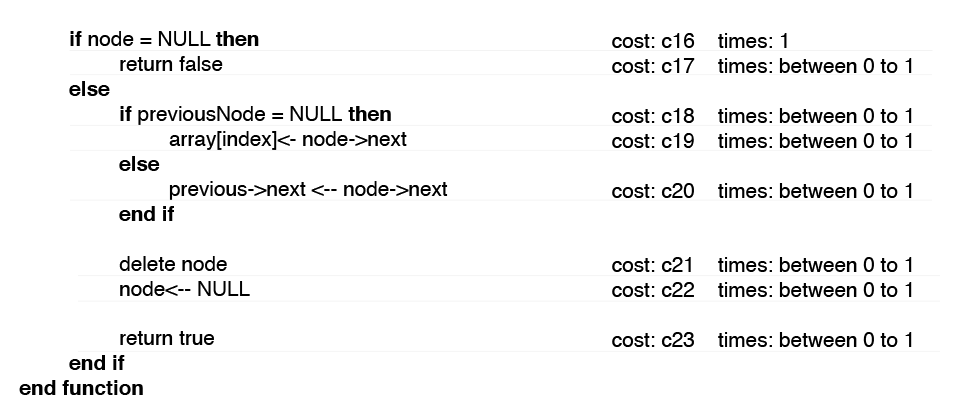 if node = NULL then cost: c16 times: 1
return false cost: c17 times: between 0 to 1
else
if previousNode = NULL then cost: c18 times: between 0 to 1
array[index]<- node->next cost: c19 times: between 0 to 1
else
previous->next <-- node->next cost: c20 times: between 0 to 1
end if
delete node cost: c21 times: between 0 to 1
node<-- NULL cost: c22 times: between 0 to 1
return true cost: c23 times: between 0 to 1
end if
end function